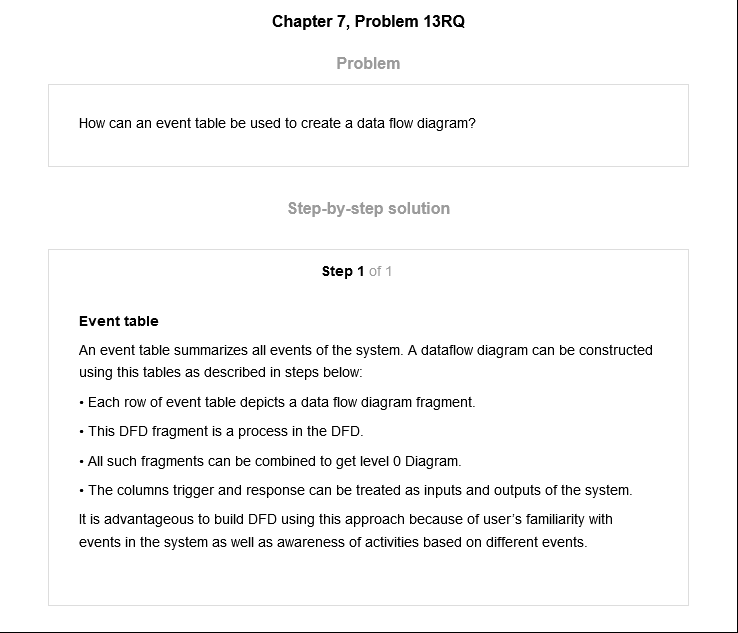 Chapter 7, Problem 13RQ
Problem
How can an event table be used to create a data flow diagram?
Step-by-step solution
Step 1 of 1
Event table
An event table summarizes all events of the system. A dataflow diagram can be constructed
using this tables as described in steps below:
• Each row of event table depicts a data flow diagram fragment.
• This DFD fragment is a process in the DFD.
• All such fragments can be combined to get level 0 Diagram.
• The columns trigger and response can be treated as inputs and outputs of the system.
It is advantageous to build DFD using this approach because of user’s familiarity with
events in the system as well as awareness of activities based on different events.